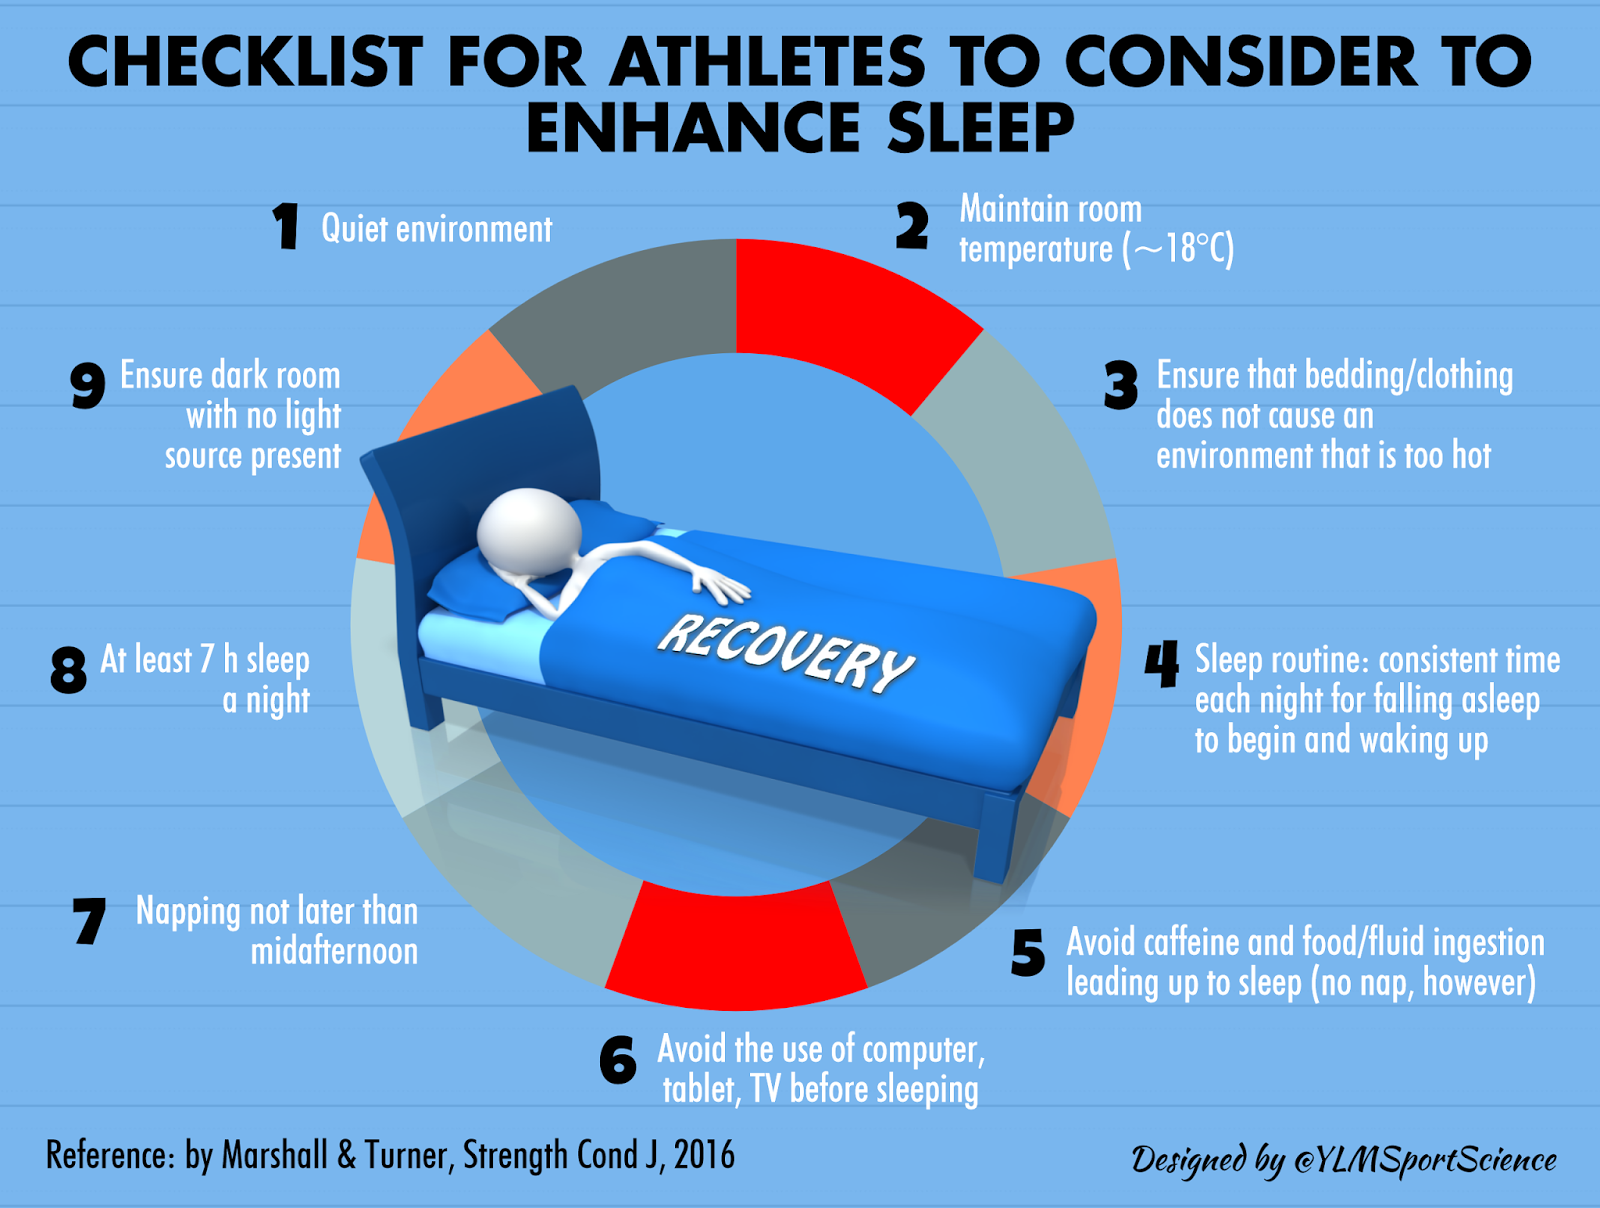 CHECKLIST FOR ATHLETES TO CONSIDER TO
ENHANCE SLEEP
1 Quiet environment
2 Maintain room
temperature (~18°C)
3 Ensure that bedding/clothing
does not cause an
environment that is too hot
4 Sleep routine: consistent time
each night for falling asleep
to begin and waking up
5 Avoid caffeine and food/fluid ingestion
leading up to sleep (no nap, however)
6 Avoid the use of computer,
tablet, TV before sleeping
7 Napping not later than
midafternoon
8 At least 7 h sleep
a night
9 Ensure dark room
with no light
source present
RECOVERY
Reference: by Marshall & Turner, Strength Cond J, 2016
Designed by @YLMSportScience